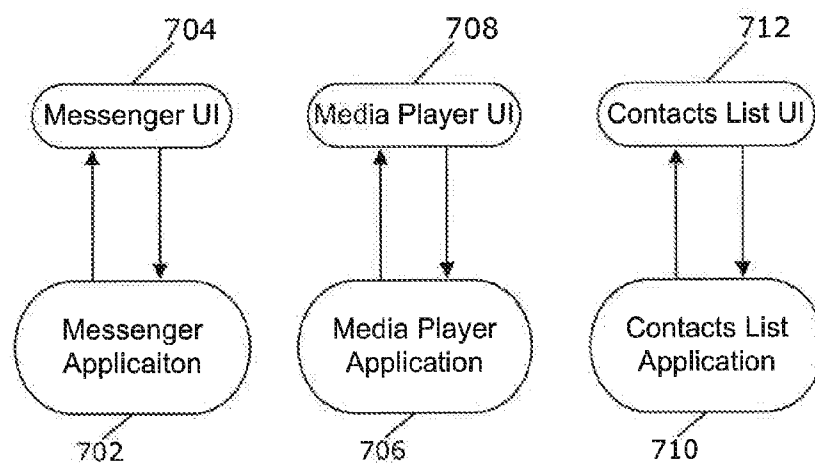 704
708
712
Messenger UI
Media Player UI
Contacts List UI
Messenger
Applicaiton
Media Player
Application
Contacts List
Application
702
706
710